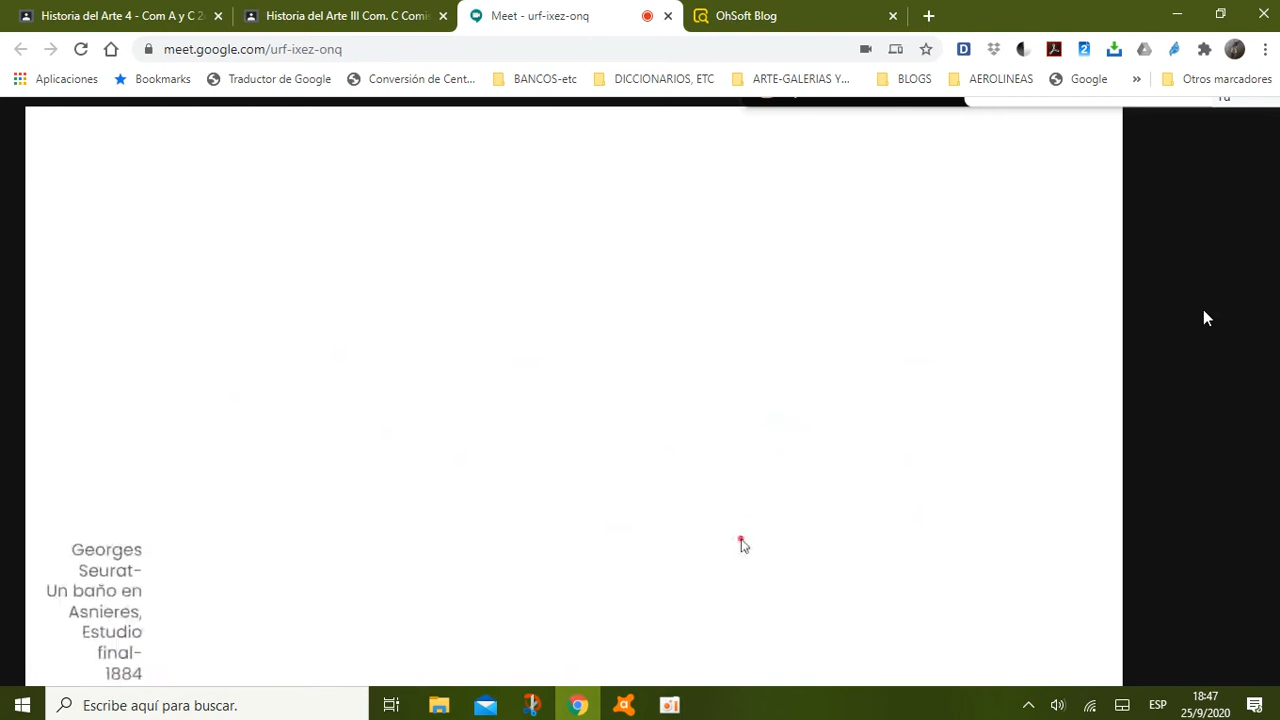 Historia del Arte 4 - Com A y C 2
Historia del Arte III Com. C Comis
Meet - urf-ixez-onq
OhSoft Blog
meet.google.com/urf-ixez-onq
Aplicaciones
Bookmarks
Traductor de Google
Conversión de Gent...
BANCOS-etc
DICCIONARIOS, ETC
ARTE-GALERIAS Y...
BLOGS
AEROLINEAS
Google
»
Otros marcadores
Georges
Seurat-
Un baño en
Asnieres,
Estudio
final-
1884
Escribe aquí para buscar.
ESP
18:47
25/9/2020